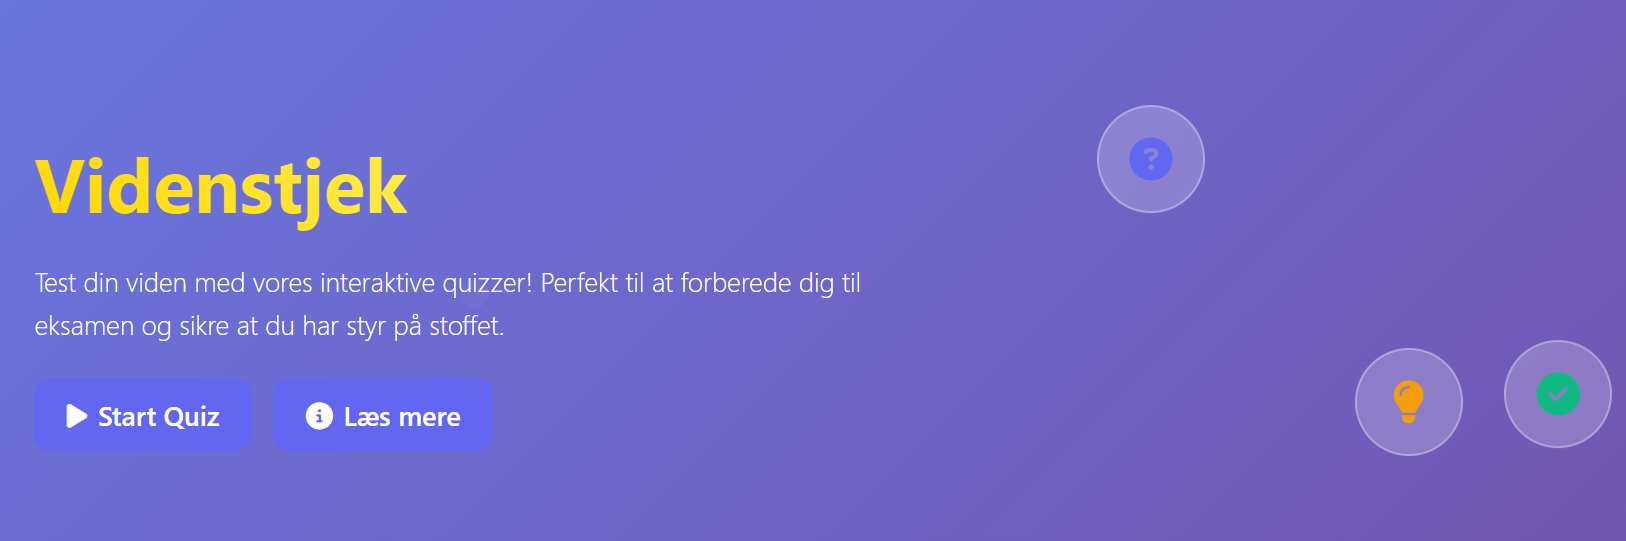 Videnstjek
Test din viden med vores interaktive quizzer! Perfekt til at forberede dig til
eksamen og sikre at du har styr på stoffet.
Start Quiz
Læs mere